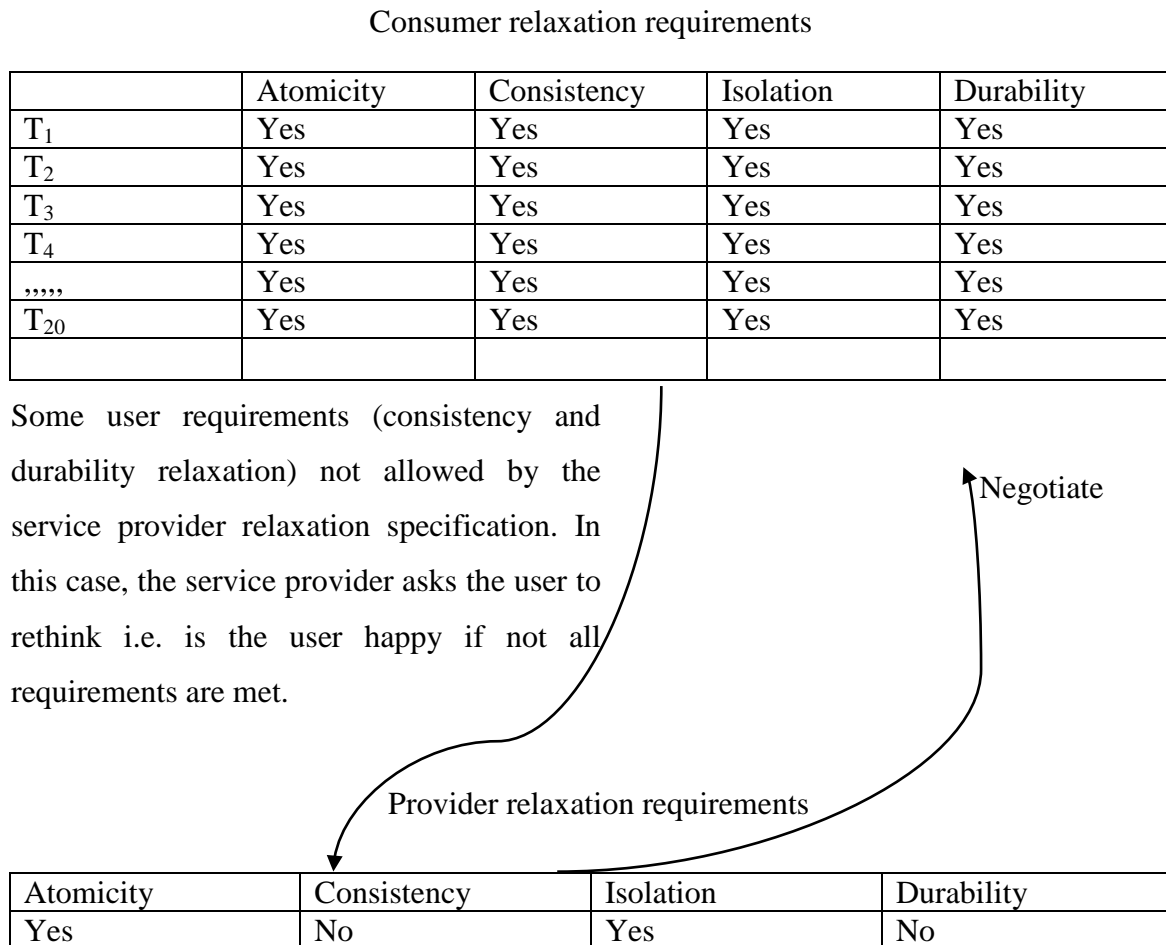 Consumer relaxation requirements
Atomicity Consistency Isolation Durability
T1 Yes Yes Yes Yes
T2 Yes Yes Yes Yes
T3 Yes Yes Yes Yes
T4 Yes Yes Yes Yes
,,,,, Yes Yes Yes Yes
T20 Yes Yes Yes Yes
Some user requirements (consistency and
durability relaxation) not allowed by the
service provider relaxation specification. In
this case, the service provider asks the user to
rethink i.e. is the user happy if not all
requirements are met.
Negotiate
Provider relaxation requirements
Atomicity Consistency Isolation Durability
Yes No Yes No